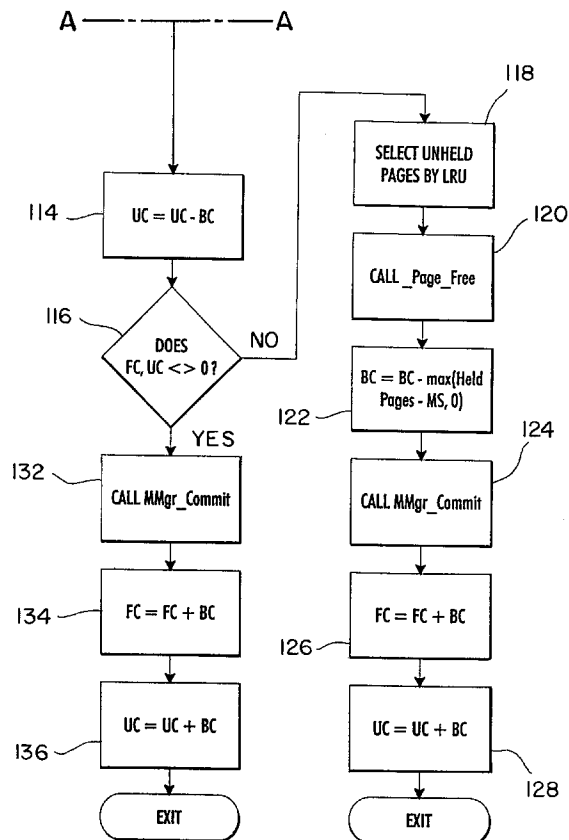 A A
114
UC = UC - BC
116
DOES
FC, UC <> 0?
NO
YES
132
CALL MMgr_Commit
134
FC = FC + BC
136
UC = UC + BC
EXIT
118
SELECT UNHELD
PAGES BY LRU
120
CALL _Page_Free
BC = BC - max(Held
Pages - MS, 0)
122
124
CALL MMgr_Commit
FC = FC + BC
126
UC = UC + BC
128
EXIT